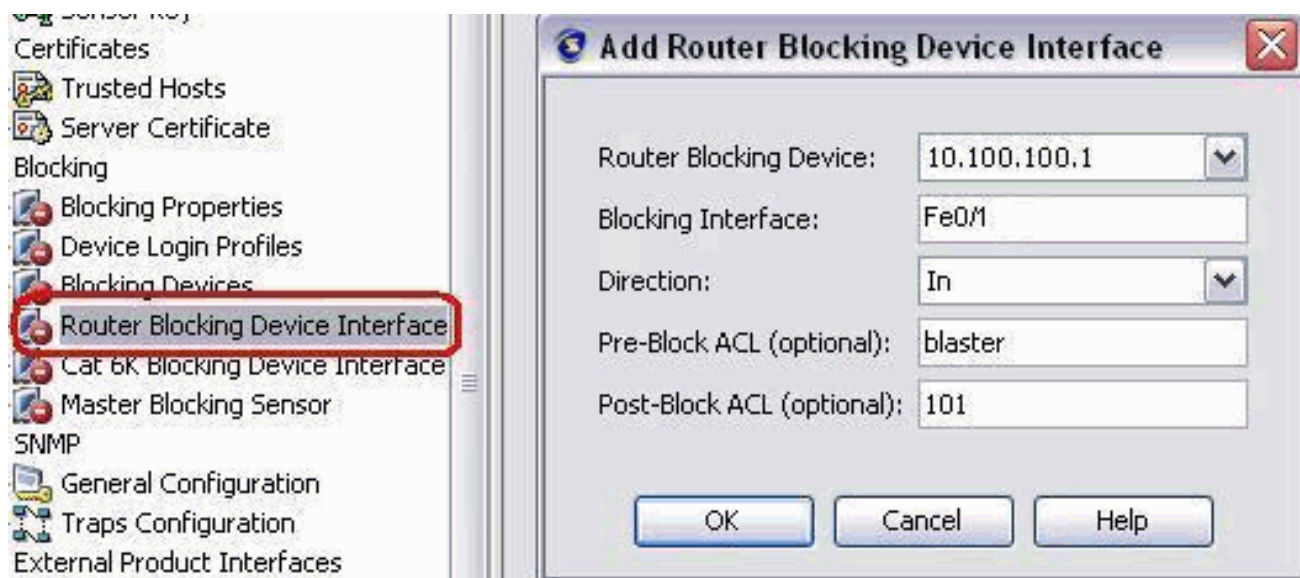 Certificates
Trusted Hosts
Server Certificate
Blocking
Blocking Properties
Device Login Profiles
Blocking Devices
Router Blocking Device Interface
Cat 6K Blocking Device Interface
Master Blocking Sensor
SNMP
General Configuration
Traps Configuration
External Product Interfaces
Add Router Blocking Device Interface
Router Blocking Device: 10.100.100.1
Blocking Interface: Fe0/1
Direction: In
Pre-Block ACL (optional): blaster
Post-Block ACL (optional): 101
OK Cancel Help